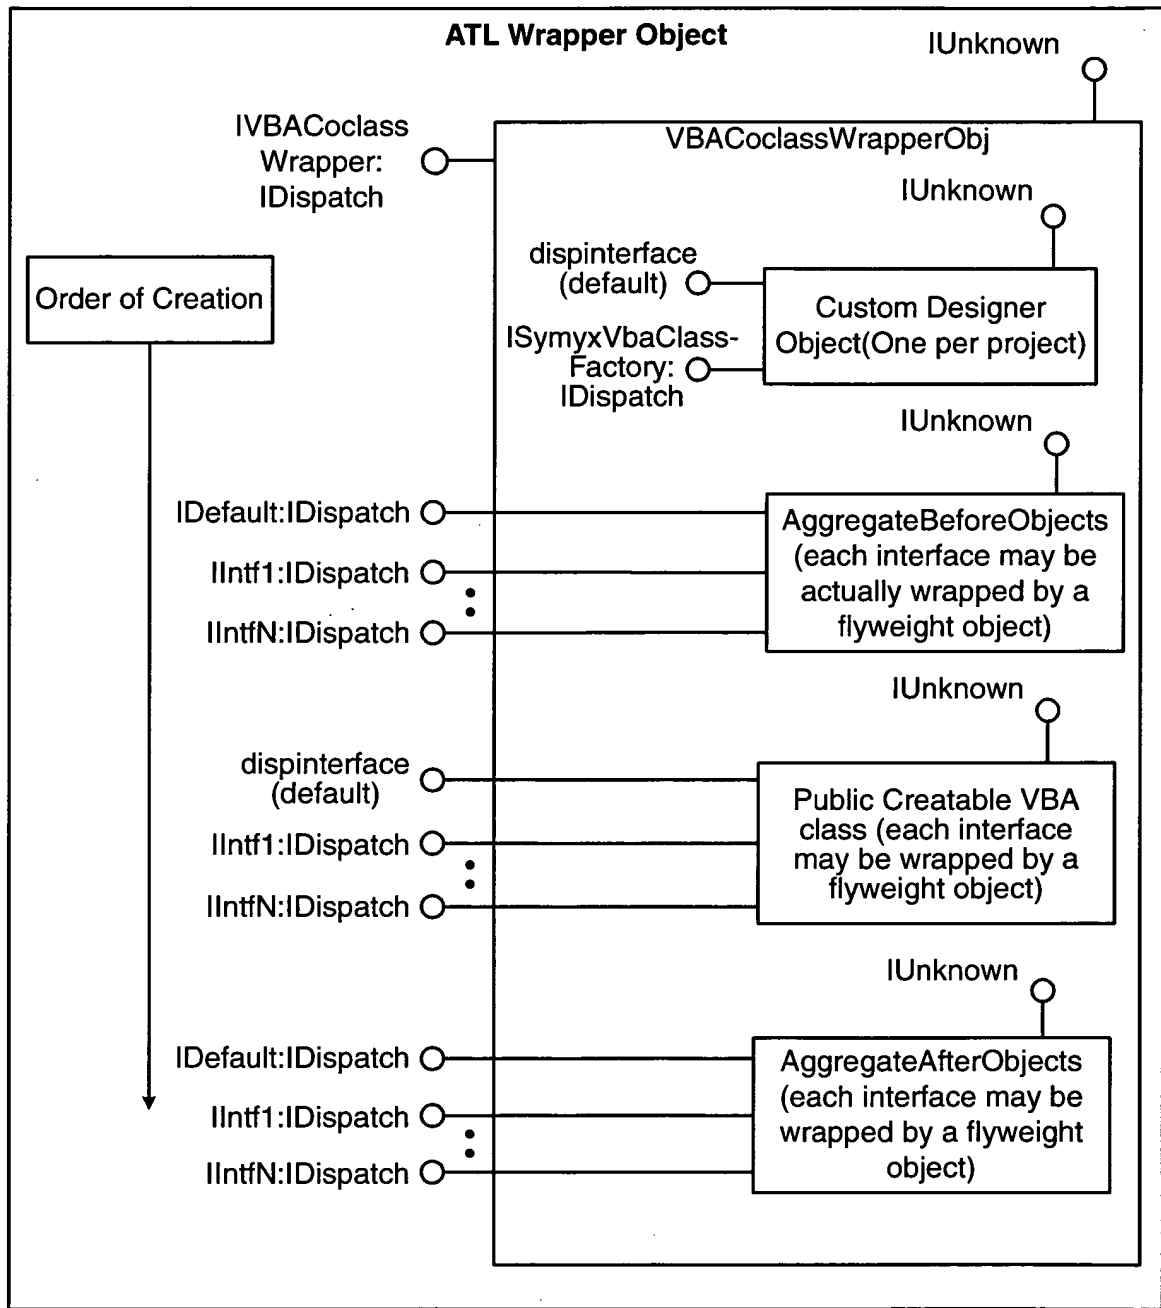 ATL Wrapper Object
IUnknown
IVBACoclass
Wrapper:
IDispatch
VBACoclassWrapperObj
IUnknown
dispinterface
(default)
Custom Designer
Object(One per project)
ISymyxVbaClass-
Factory:
IDispatch
Order of Creation
IUnknown
IDefault:IDispatch
IIntf1:IDispatch
IIntfN:IDispatch
AggregateBeforeObjects
(each interface may be
actually wrapped by a
flyweight object)
IUnknown
dispinterface
(default)
IIntf1:IDispatch
IIntfN:IDispatch
Public Creatable VBA
class (each interface
may be wrapped by a
flyweight object)
IUnknown
IDefault:IDispatch
IIntf1:IDispatch
IIntfN:IDispatch
AggregateAfterObjects
(each interface may be
wrapped by a flyweight
object)